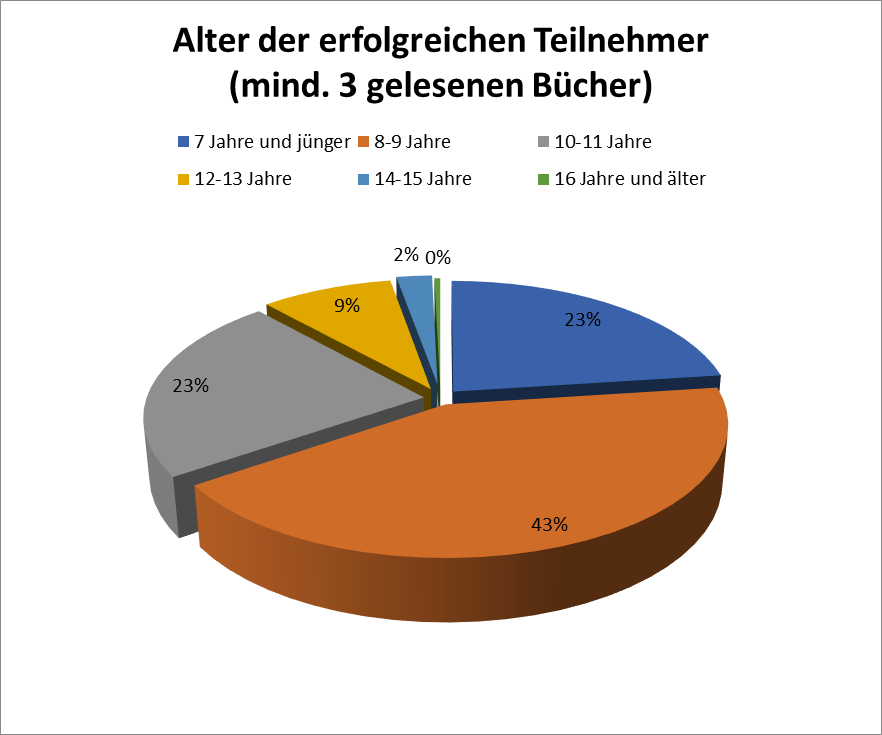 Alter der erfolgreichen Teilnehmer
(mind. 3 gelesenen Bücher)
7 Jahre und jünger 8-9 Jahre 10-11 Jahre
12-13 Jahre 14-15 Jahre 16 Jahre und älter
2% 0%
9% 23%
23%
43%